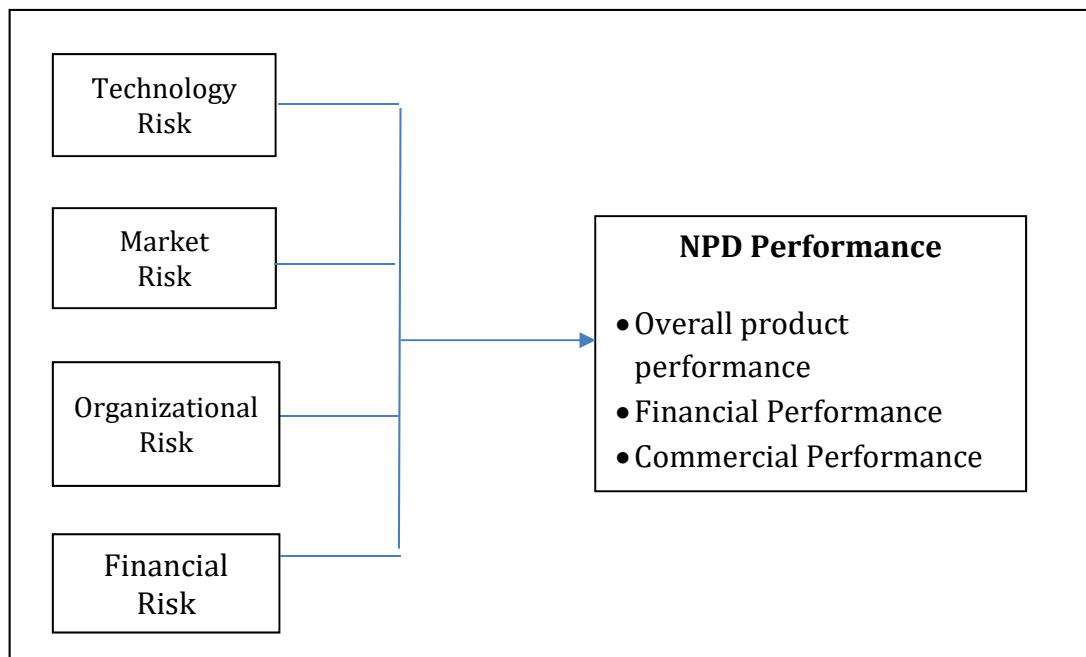 Technology
Risk
Market
Risk
Organizational
Risk
Financial
Risk
NPD Performance
• Overall product
performance
• Financial Performance
• Commercial Performance